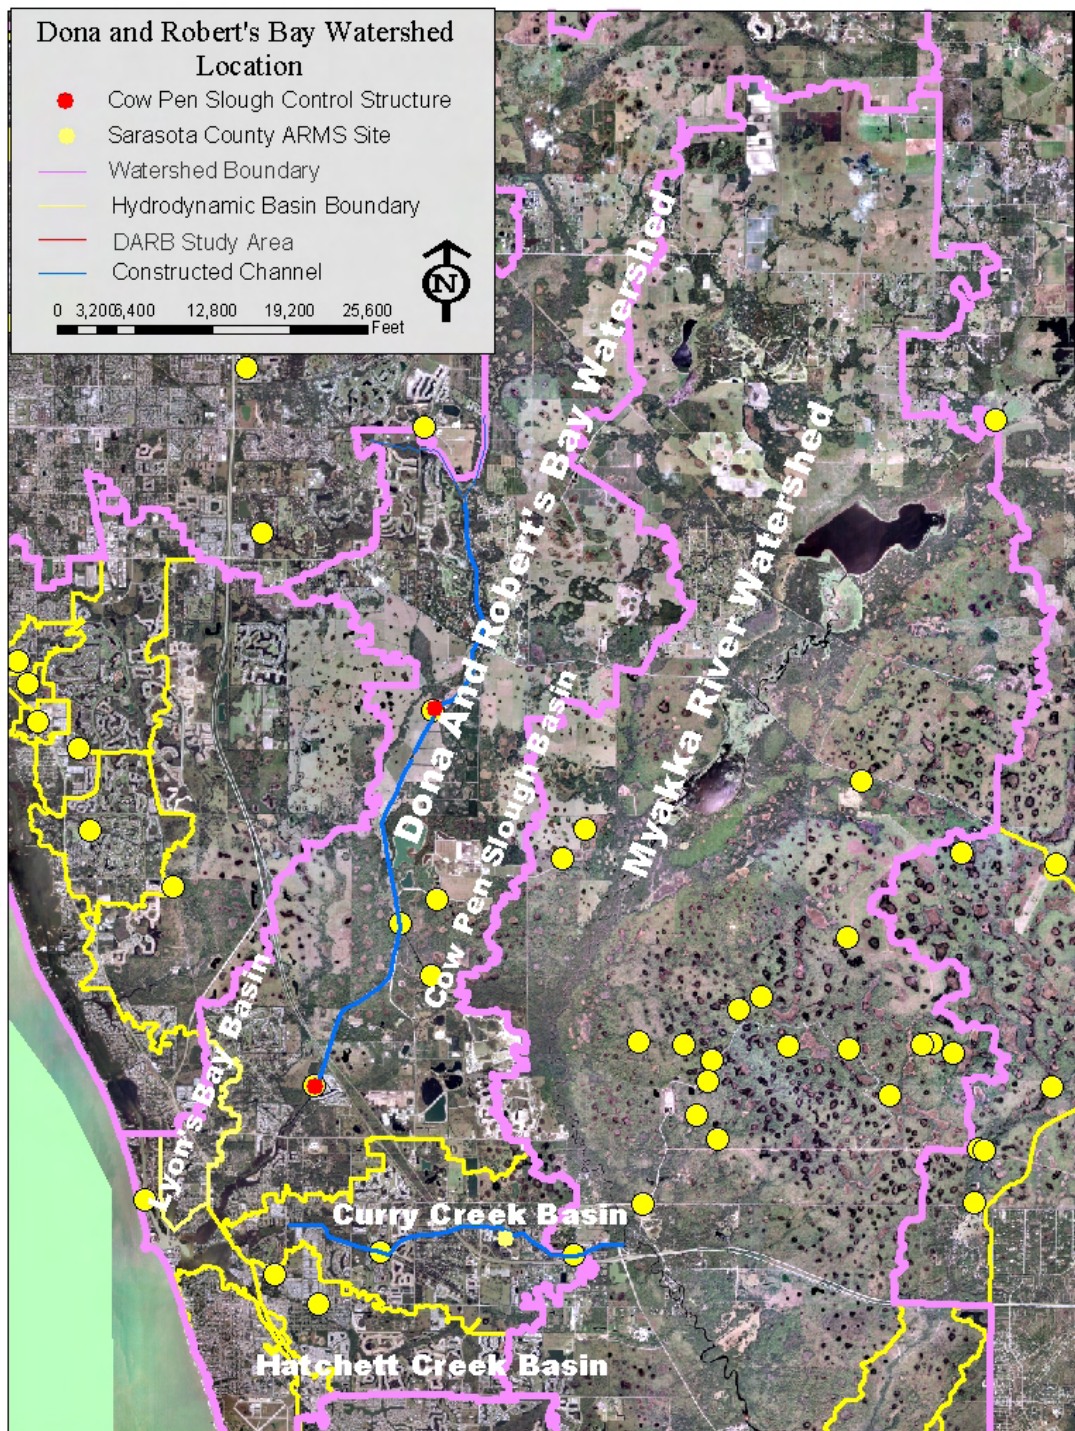 Dona and Robert's Bay Watershed
Location
Cow Pen Slough Control Structure
Sarasota County ARMS Site
Watershed Boundary
Hydrodynamic Basin Boundary
DARB Study Area
Constructed Channel
N
0 3,200 6,400 12,800 19,200 25,600
Feet
Dona And Robert's Bay Watershed
Myakka River Watershed
Cow Pen Slough Basin
Lyon's Bay Basin
Curry Creek Basin
Hatchett Creek Basin